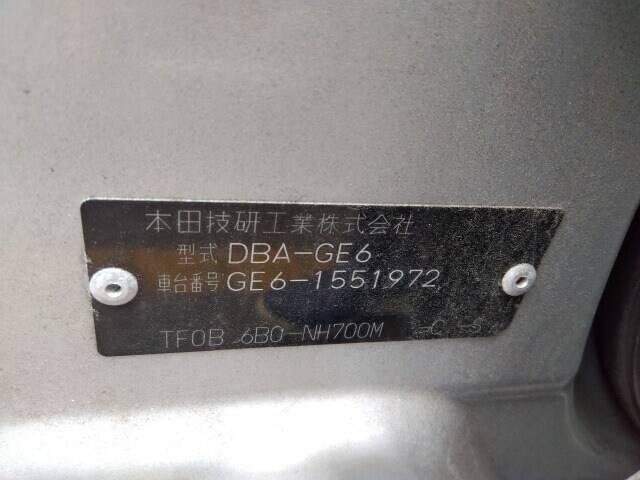 本田技研工業株式会社
型式 DBA-GE6
車台番号 GE6-1551972
TF0B 6B0-NH700M -C -S